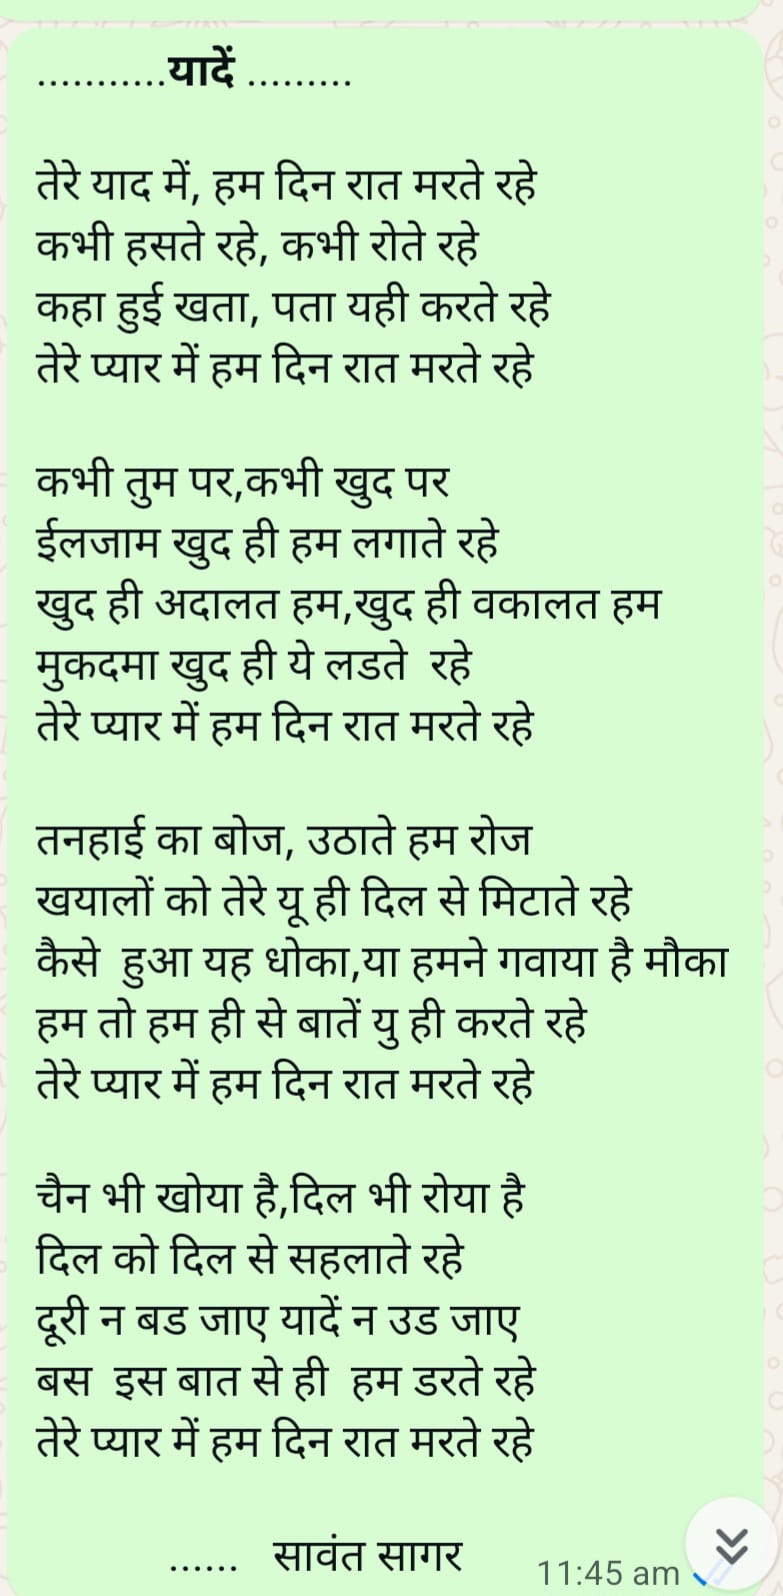 ...........यादें .........
तेरे याद में, हम दिन रात मरते रहे
कभी हसते रहे, कभी रोते रहे
कहा हुई खता, पता यही करते रहे
तेरे प्यार में हम दिन रात मरते रहे
कभी तुम पर,कभी खुद पर
ईलजाम खुद ही हम लगाते रहे
खुद ही अदालत हम,खुद ही वकालत हम
मुकदमा खुद ही ये लडते  रहे
तेरे प्यार में हम दिन रात मरते रहे
तनहाई का बोज, उठाते हम रोज
खयालों को तेरे यू ही दिल से मिटाते रहे
कैसे  हुआ यह धोका,या हमने गवाया है मौका
हम तो हम ही से बातें यु ही करते रहे
तेरे प्यार में हम दिन रात मरते रहे
चैन भी खोया है,दिल भी रोया है
दिल को दिल से सहलाते रहे
दूरी न बड जाए यादें न उड जाए
बस  इस बात से ही  हम डरते रहे
तेरे प्यार में हम दिन रात मरते रहे
......   सावंत सागर
11:45 am